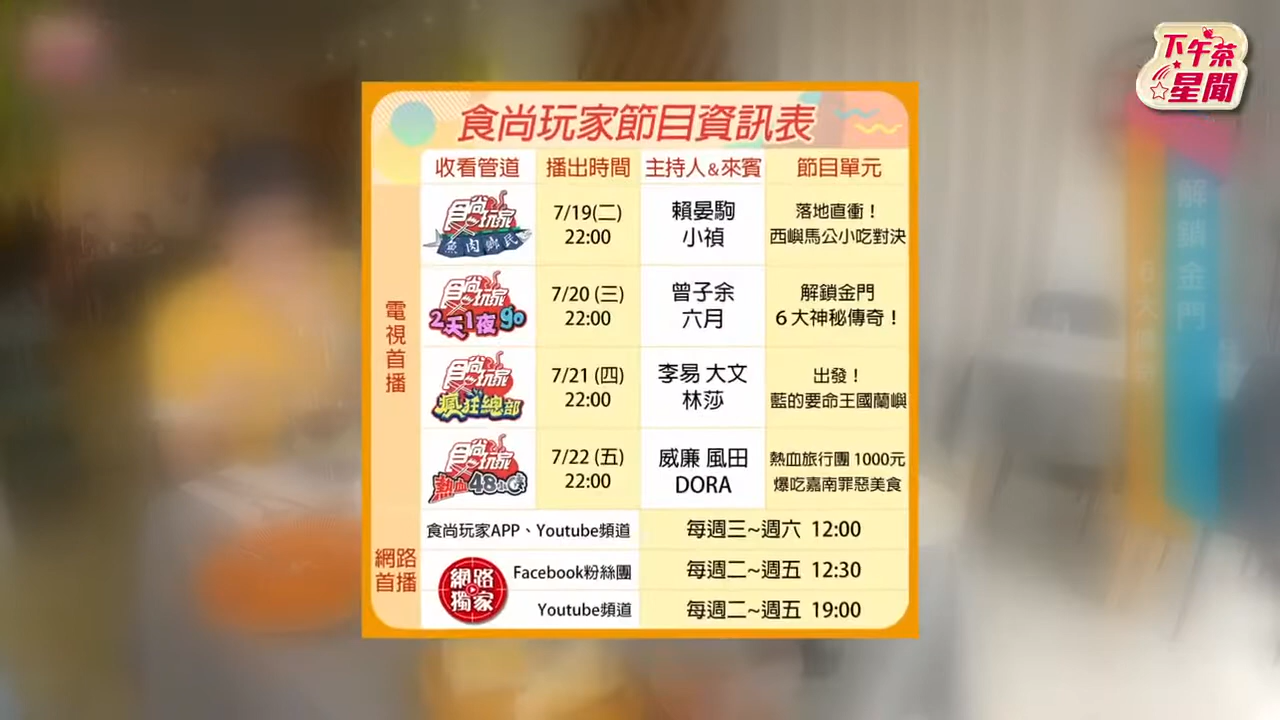 下午茶
星聞
食尚玩家節目資訊表
收看管道
播出時間
主持人&來賓
節目單元
電視首播
食尚玩家
魚肉鄉民
7/19(二)
22:00
賴晏駒
小禎
落地直衝！
西嶼馬公小吃對決
食尚玩家
2天1夜go
7/20 (三)
22:00
曾子余
六月
解鎖金門
６大神秘傳奇！
食尚玩家
瘋狂總部
7/21 (四)
22:00
李易 大文
林莎
出發！
藍的要命王國蘭嶼
食尚玩家
熱血48小時
7/22 (五)
22:00
威廉 風田
DORA
熱血旅行團 1000元
爆吃嘉南罪惡美食
網路
首播
食尚玩家APP、Youtube頻道
每週三~週六 12:00
網路
獨家
Facebook粉絲團
每週二~週五 12:30
Youtube頻道
每週二~週五 19:00
解鎖金門